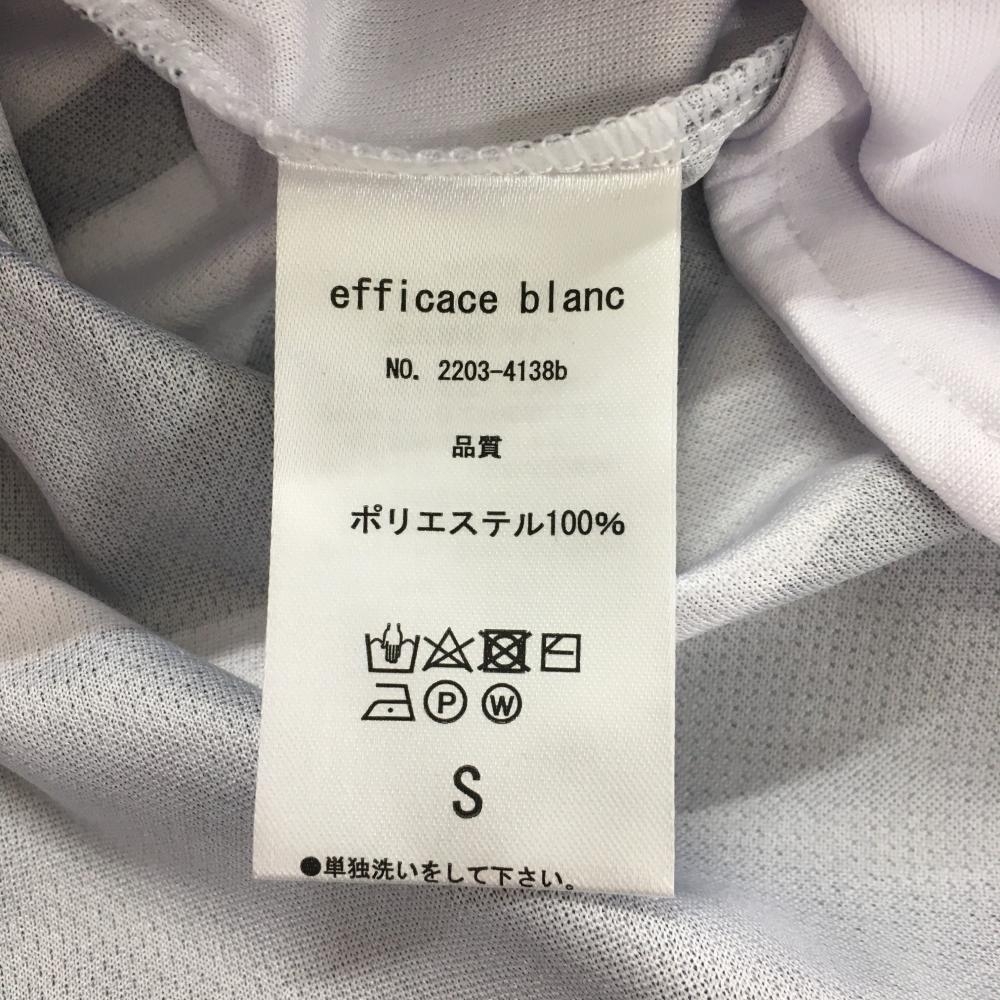 efficace blanc
NO. 2203-4138b
品質
ポリエステル100%
P W
S
●単独洗いをして下さい。